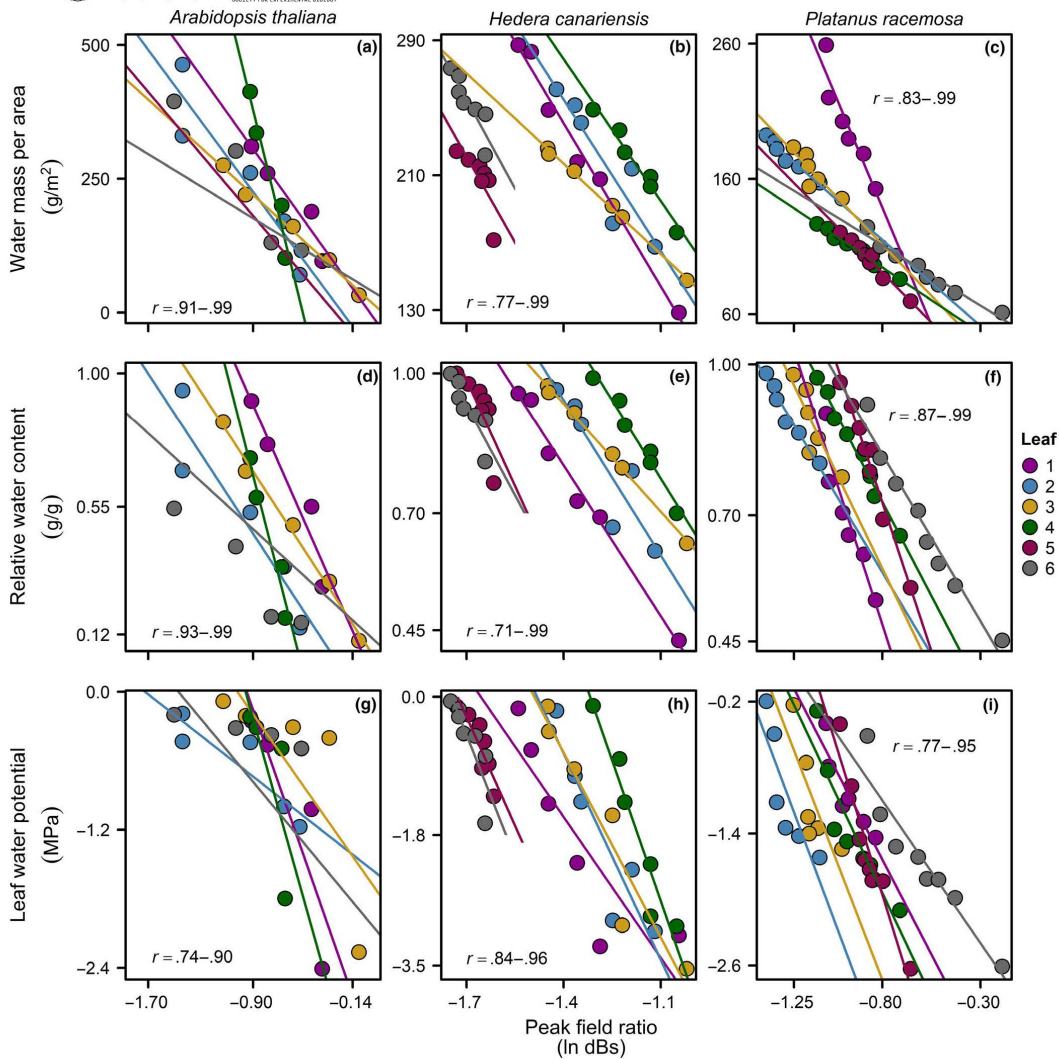 SOCIETY FOR EXPERIMENTAL BIOLOGY
Arabidopsis thaliana
Hedera canariensis
Platanus racemosa
Water mass per area
(g/m²)
500
250
0
(a)
r = .91–.99
290
210
130
(b)
r = .77–.99
260
160
60
(c)
r = .83–.99
Relative water content
(g/g)
1.00
0.55
0.12
(d)
r = .93–.99
1.00
0.70
0.45
(e)
r = .71–.99
1.00
0.70
0.45
(f)
r = .87–.99
Leaf
1
2
3
4
5
6
Leaf water potential
(MPa)
0.0
−1.2
−2.4
(g)
r = .74–.90
−1.70
−0.90
−0.14
0.0
−1.8
−3.5
(h)
r = .84–.96
−1.7
−1.4
−1.1
−0.2
−1.4
−2.6
(i)
r = .77–.95
−1.25
−0.80
−0.30
Peak field ratio
(ln dBs)